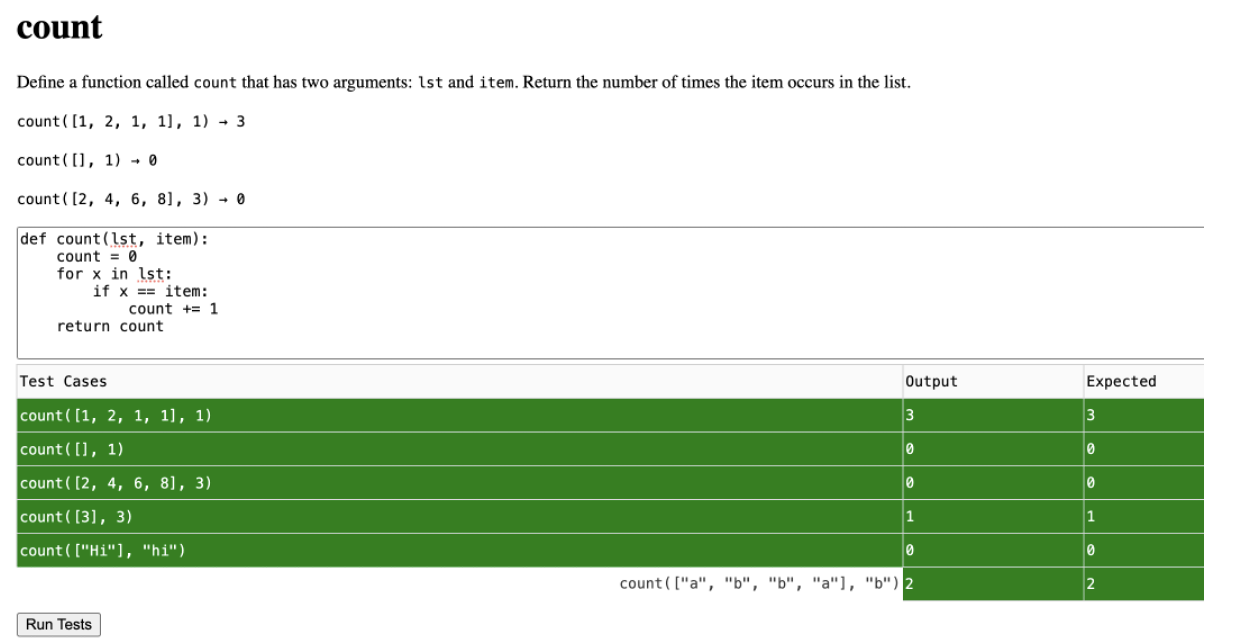 count
Define a function called count that has two arguments: lst and item. Return the number of times the item occurs in the list.
count([1, 2, 1, 1], 1) → 3
count([], 1) → 0
count([2, 4, 6, 8], 3) → 0
def count(lst, item):
    count = 0
    for x in lst:
        if x == item:
            count += 1
    return count
Test Cases Output Expected
count([1, 2, 1, 1], 1) 3 3
count([], 1) 0 0
count([2, 4, 6, 8], 3) 0 0
count([3], 3) 1 1
count(["Hi"], "hi") 0 0
count(["a", "b", "b", "a"], "b") 2 2
Run Tests